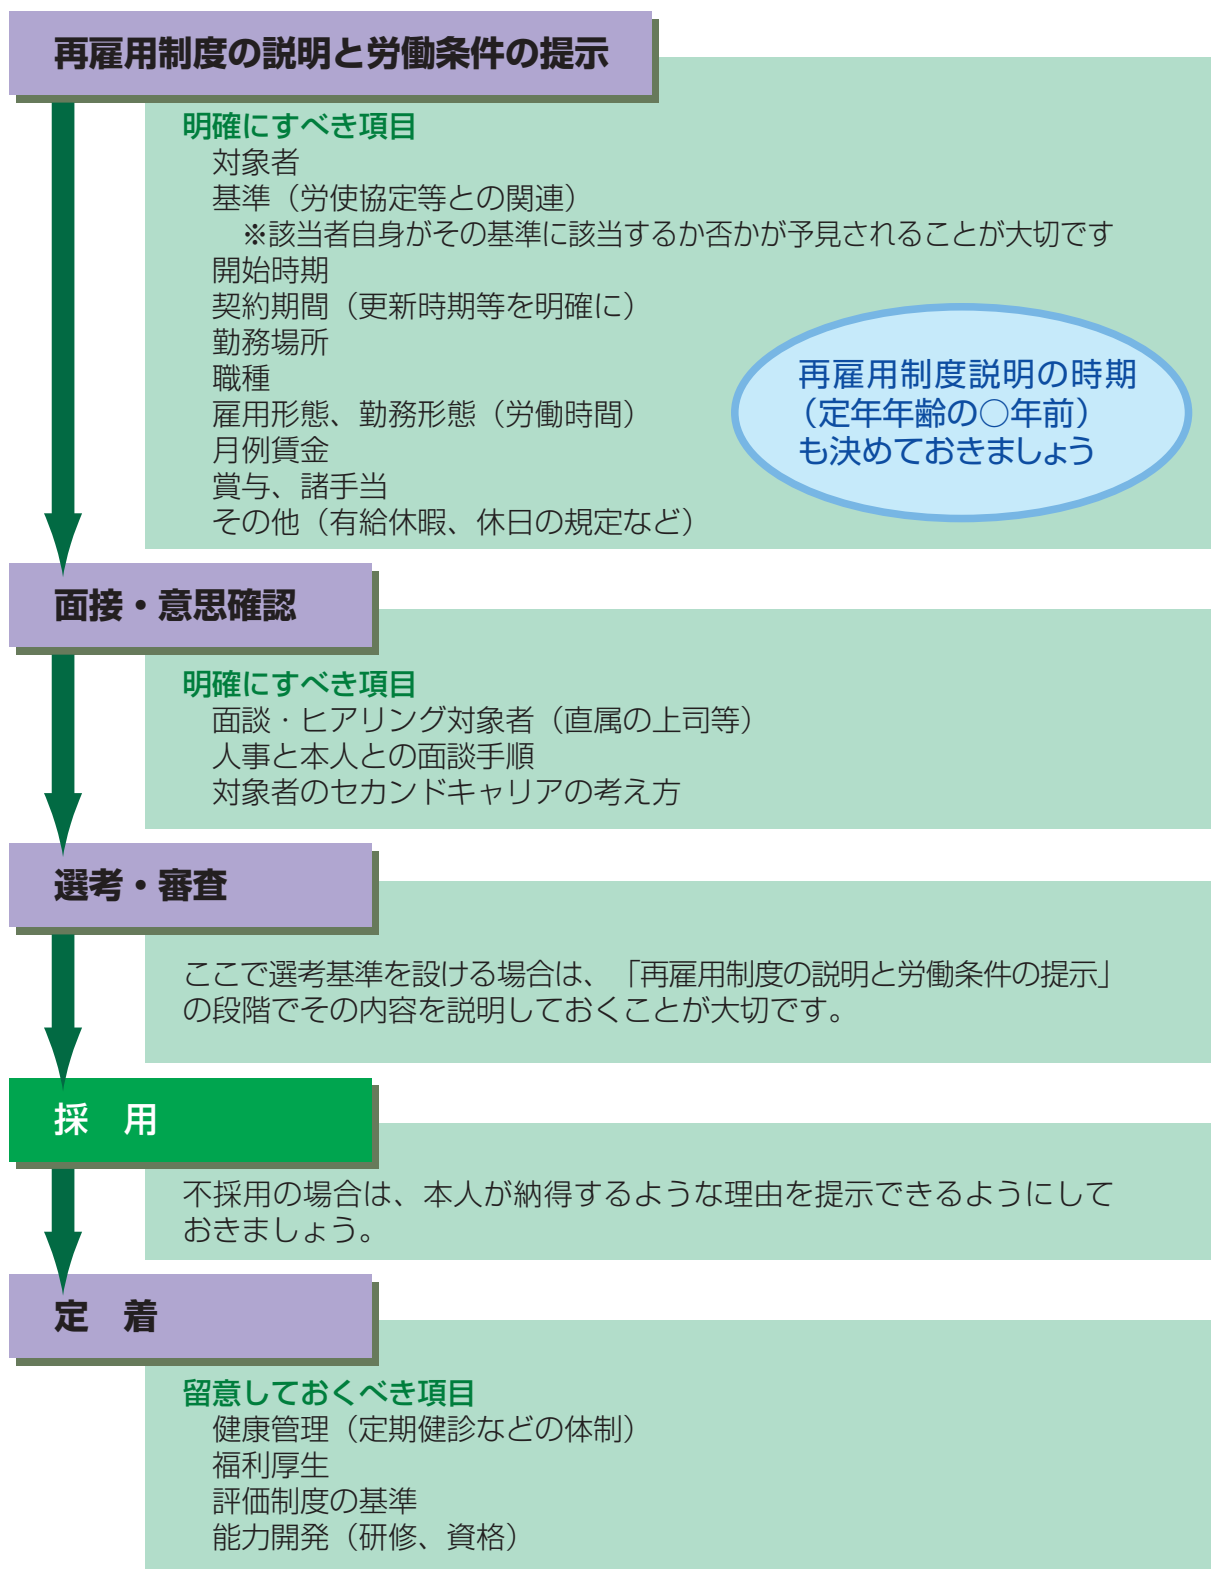 再雇用制度の説明と労働条件の提示
明確にすべき項目
対象者
基準（労使協定等との関連）
※該当者自身がその基準に該当するか否かが予見されることが大切です
開始時期
契約期間（更新時期等を明確に）
勤務場所
職種
雇用形態、勤務形態（労働時間）
月例賃金
賞与、諸手当
その他（有給休暇、休日の規定など）
再雇用制度説明の時期
（定年年齢の○年前）
も決めておきましょう
面接・意思確認
明確にすべき項目
面談・ヒアリング対象者（直属の上司等）
人事と本人との面談手順
対象者のセカンドキャリアの考え方
選考・審査
ここで選考基準を設ける場合は、「再雇用制度の説明と労働条件の提示」
の段階でその内容を説明しておくことが大切です。
採　用
不採用の場合は、本人が納得するような理由を提示できるようにして
おきましょう。
定　着
留意しておくべき項目
健康管理（定期健診などの体制）
福利厚生
評価制度の基準
能力開発（研修、資格）